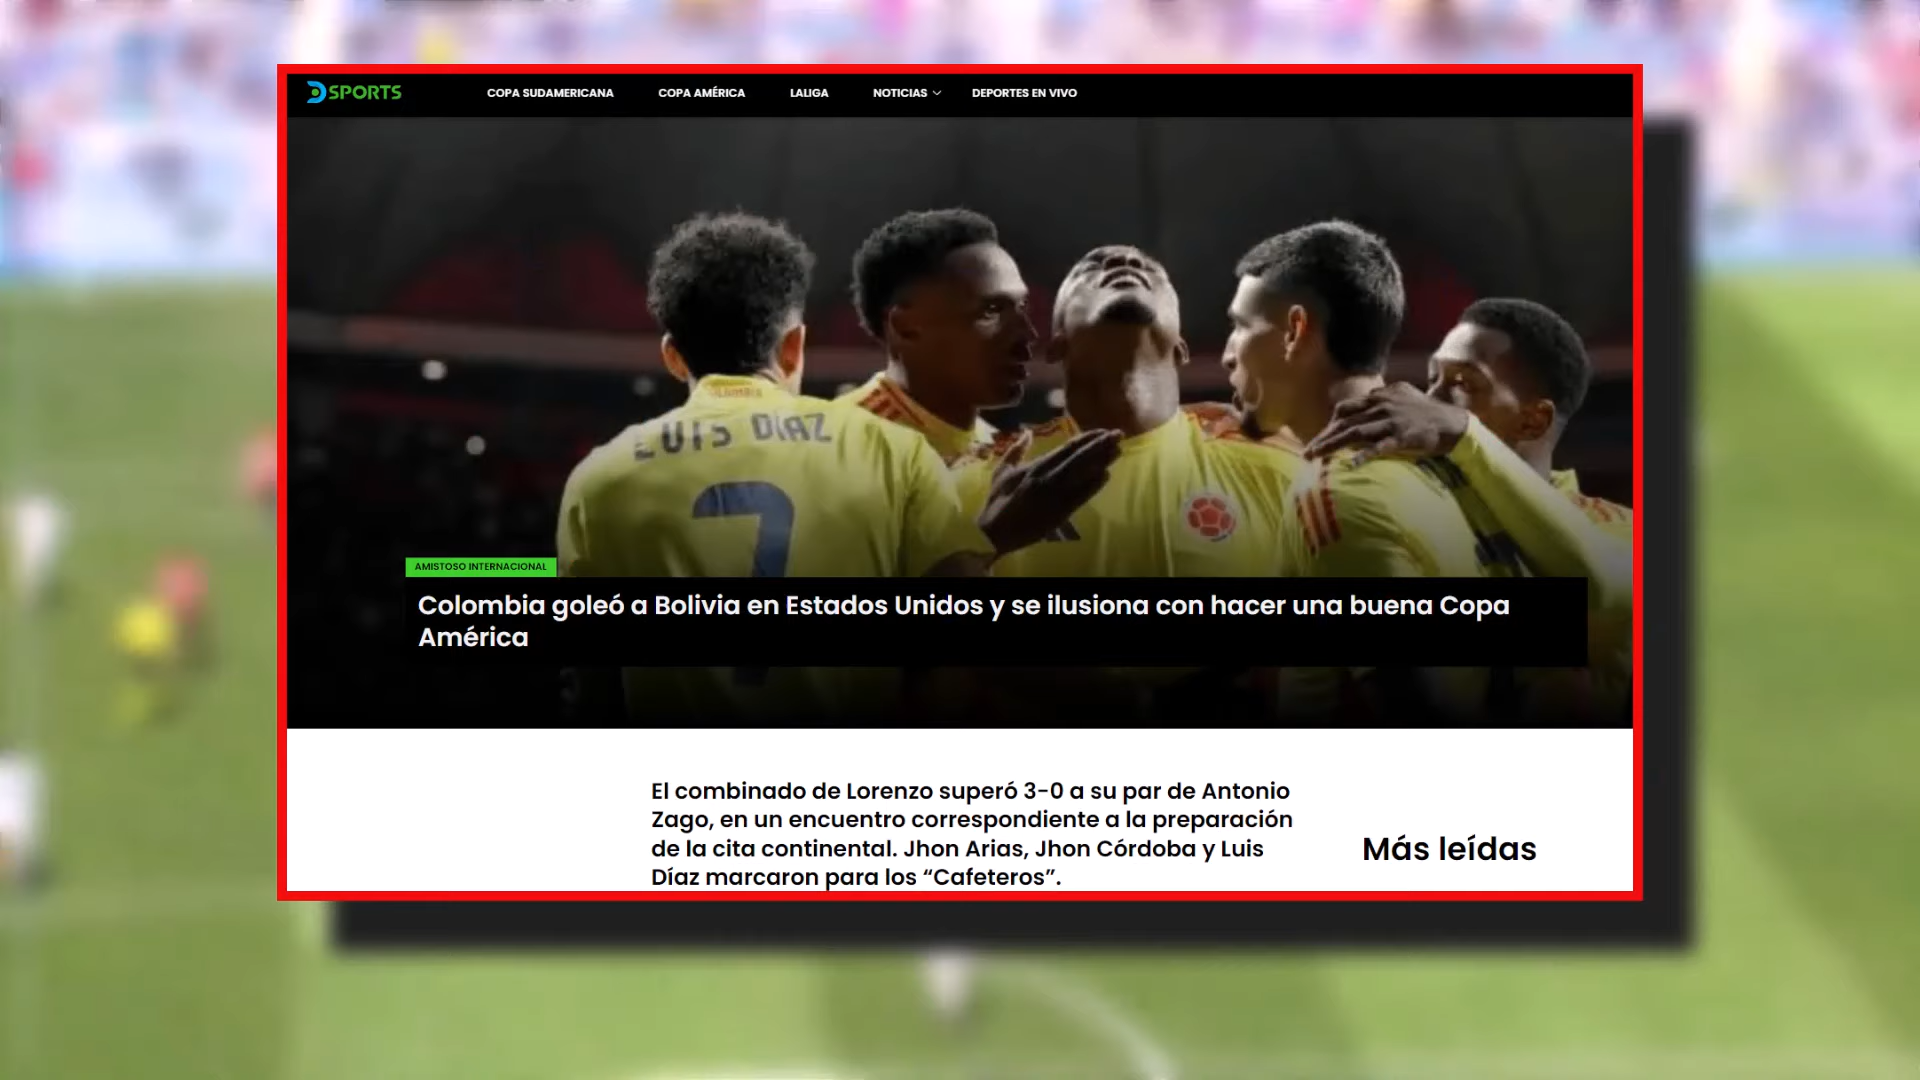 DSPORTS
COPA SUDAMERICANA COPA AMÉRICA LALIGA NOTICIAS DEPORTES EN VIVO
LUIS DÍAZ
7
AMISTOSO INTERNACIONAL
Colombia goleó a Bolivia en Estados Unidos y se ilusiona con hacer una buena Copa
América
El combinado de Lorenzo superó 3-0 a su par de Antonio
Zago, en un encuentro correspondiente a la preparación
de la cita continental. Jhon Arias, Jhon Córdoba y Luis
Díaz marcaron para los “Cafeteros”.
Más leídas